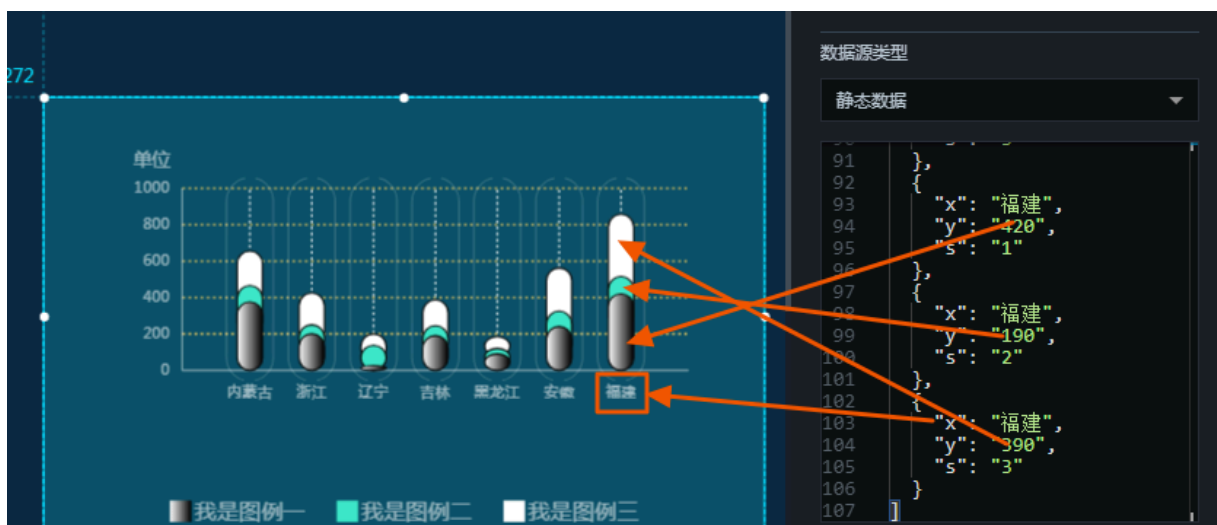 272
单位
1000
800
600
400
200
0
内蒙古 浙江 辽宁 吉林 黑龙江 安徽 福建
我是图例一 我是图例二 我是图例三
数据源类型
静态数据
91 },
92 {
93 "x": "福建",
94 "y": "420",
95 "s": "1"
96 },
97 {
98 "x": "福建",
99 "y": "190",
100 "s": "2"
101 },
102 {
103 "x": "福建",
104 "y": "390",
105 "s": "3"
106 }
107 ]